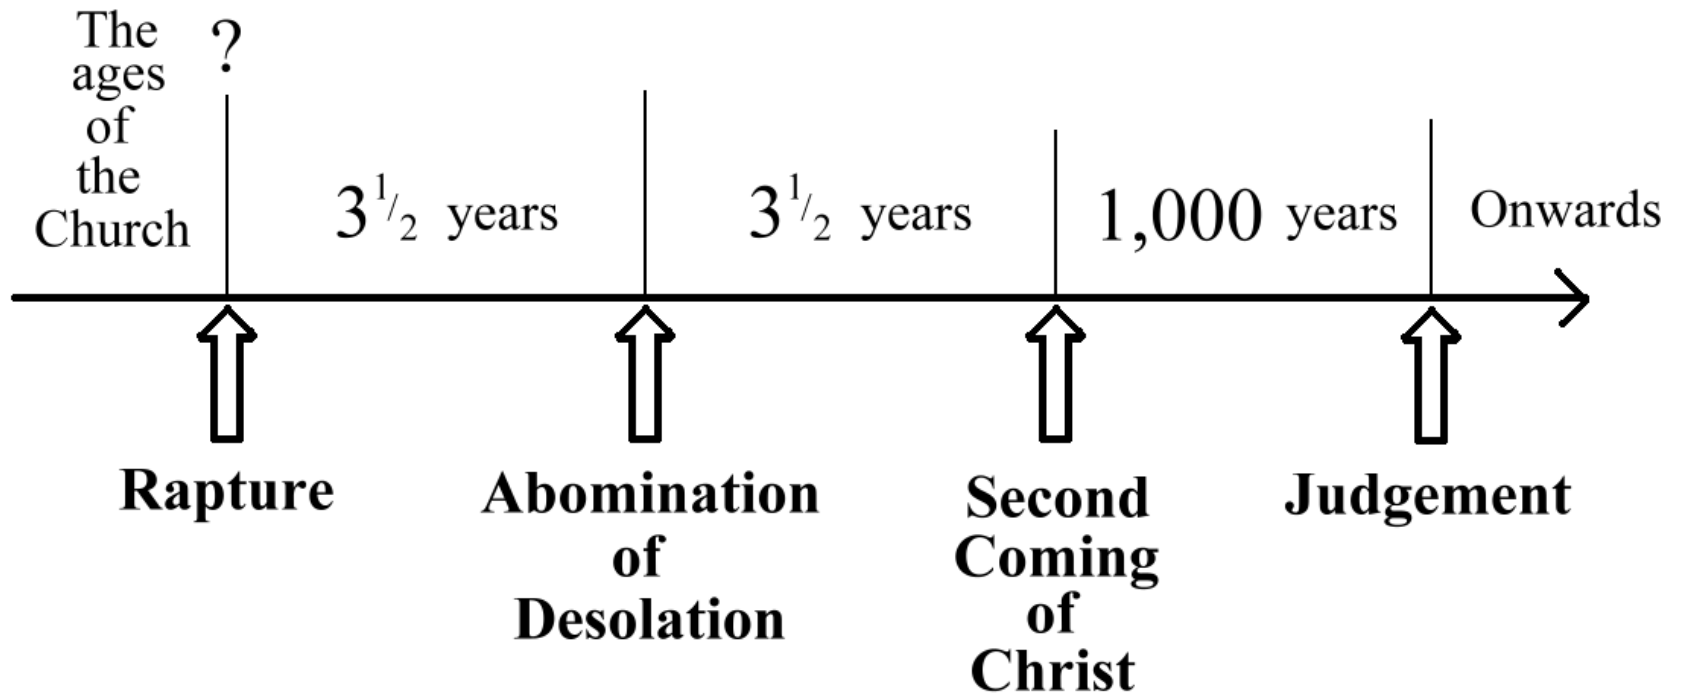 The
ages
of
the
Church
?
3 1/2 years
3 1/2 years
1,000 years
Onwards
Rapture
Abomination
of
Desolation
Second
Coming
of
Christ
Judgement